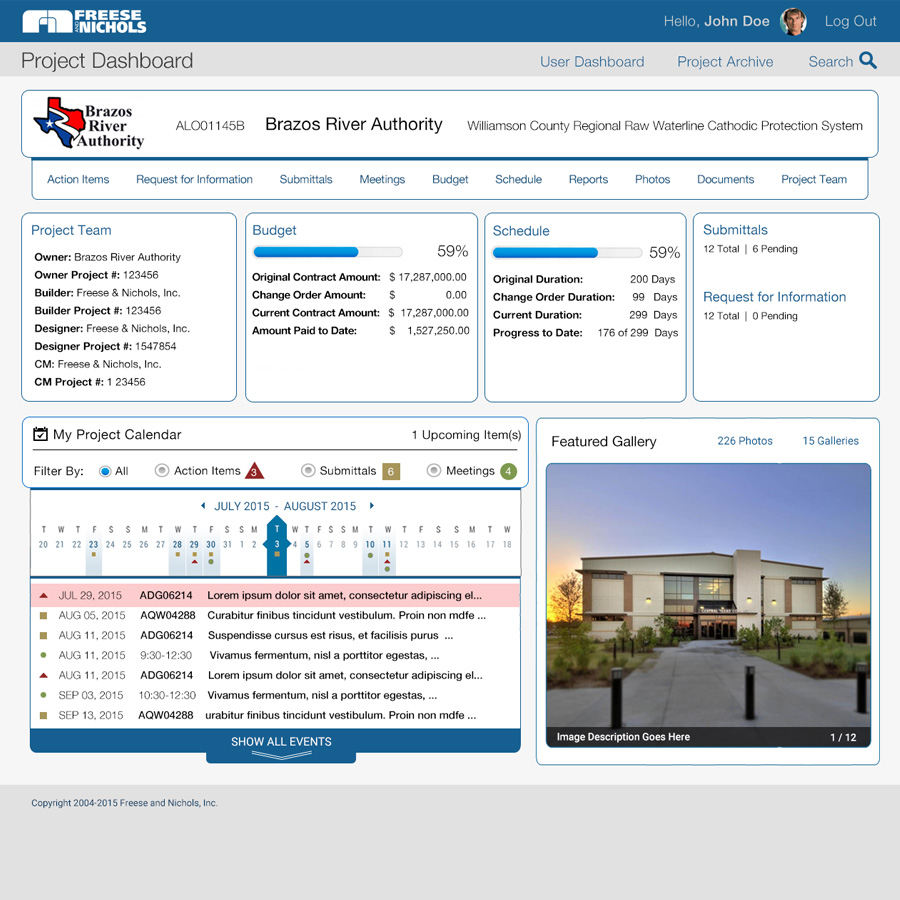 FREESE AND NICHOLS
Hello, John Doe Log Out
Project Dashboard
User Dashboard Project Archive Search
Brazos
River
Authority
ALO01145B Brazos River Authority Williamson County Regional Raw Waterline Cathodic Protection System
Action Items Request for Information Submittals Meetings Budget Schedule Reports Photos Documents Project Team
Project Team
Owner: Brazos River Authority
Owner Project #: 123456
Builder: Freese & Nichols, Inc.
Builder Project #: 123456
Designer: Freese & Nichols, Inc.
Designer Project #: 1547854
CM: Freese & Nichols, Inc.
CM Project #: 1 23456
Budget
59%
Original Contract Amount: $ 17,287,000.00
Change Order Amount: $ 0.00
Current Contract Amount: $ 17,287,000.00
Amount Paid to Date: $ 1,527,250.00
Schedule
59%
Original Duration: 200 Days
Change Order Duration: 99 Days
Current Duration: 299 Days
Progress to Date: 176 of 299 Days
Submittals
12 Total | 6 Pending
Request for Information
12 Total | 0 Pending
My Project Calendar 1 Upcoming Item(s)
Filter By: All Action Items 3 Submittals 6 Meetings 4
JULY 2015 - AUGUST 2015
T W T F S S M T W T F S S M T W T F S S M T W T F S S M T W
20 21 22 23 24 25 26 27 28 29 30 31 1 2 3 4 5 6 7 8 9 10 11 12 13 14 15 16 17 18
JUL 29, 2015 ADG06214 Lorem ipsum dolor sit amet, consectetur adipiscing el...
AUG 05, 2015 AQW04288 Curabitur finibus tincidunt vestibulum. Proin non mdfe ...
AUG 11, 2015 ADG06214 Suspendisse cursus est risus, et facilisis purus ...
AUG 11, 2015 9:30-12:30 Vivamus fermentum, nisl a porttitor egestas, ...
AUG 11, 2015 ADG06214 Lorem ipsum dolor sit amet, consectetur adipiscing el...
SEP 03, 2015 10:30-12:30 Vivamus fermentum, nisl a porttitor egestas, ...
SEP 13, 2015 AQW04288 urabitur finibus tincidunt vestibulum. Proin non mdfe ...
SHOW ALL EVENTS
Featured Gallery 226 Photos 15 Galleries
Image Description Goes Here 1 / 12
Copyright 2004-2015 Freese and Nichols, Inc.